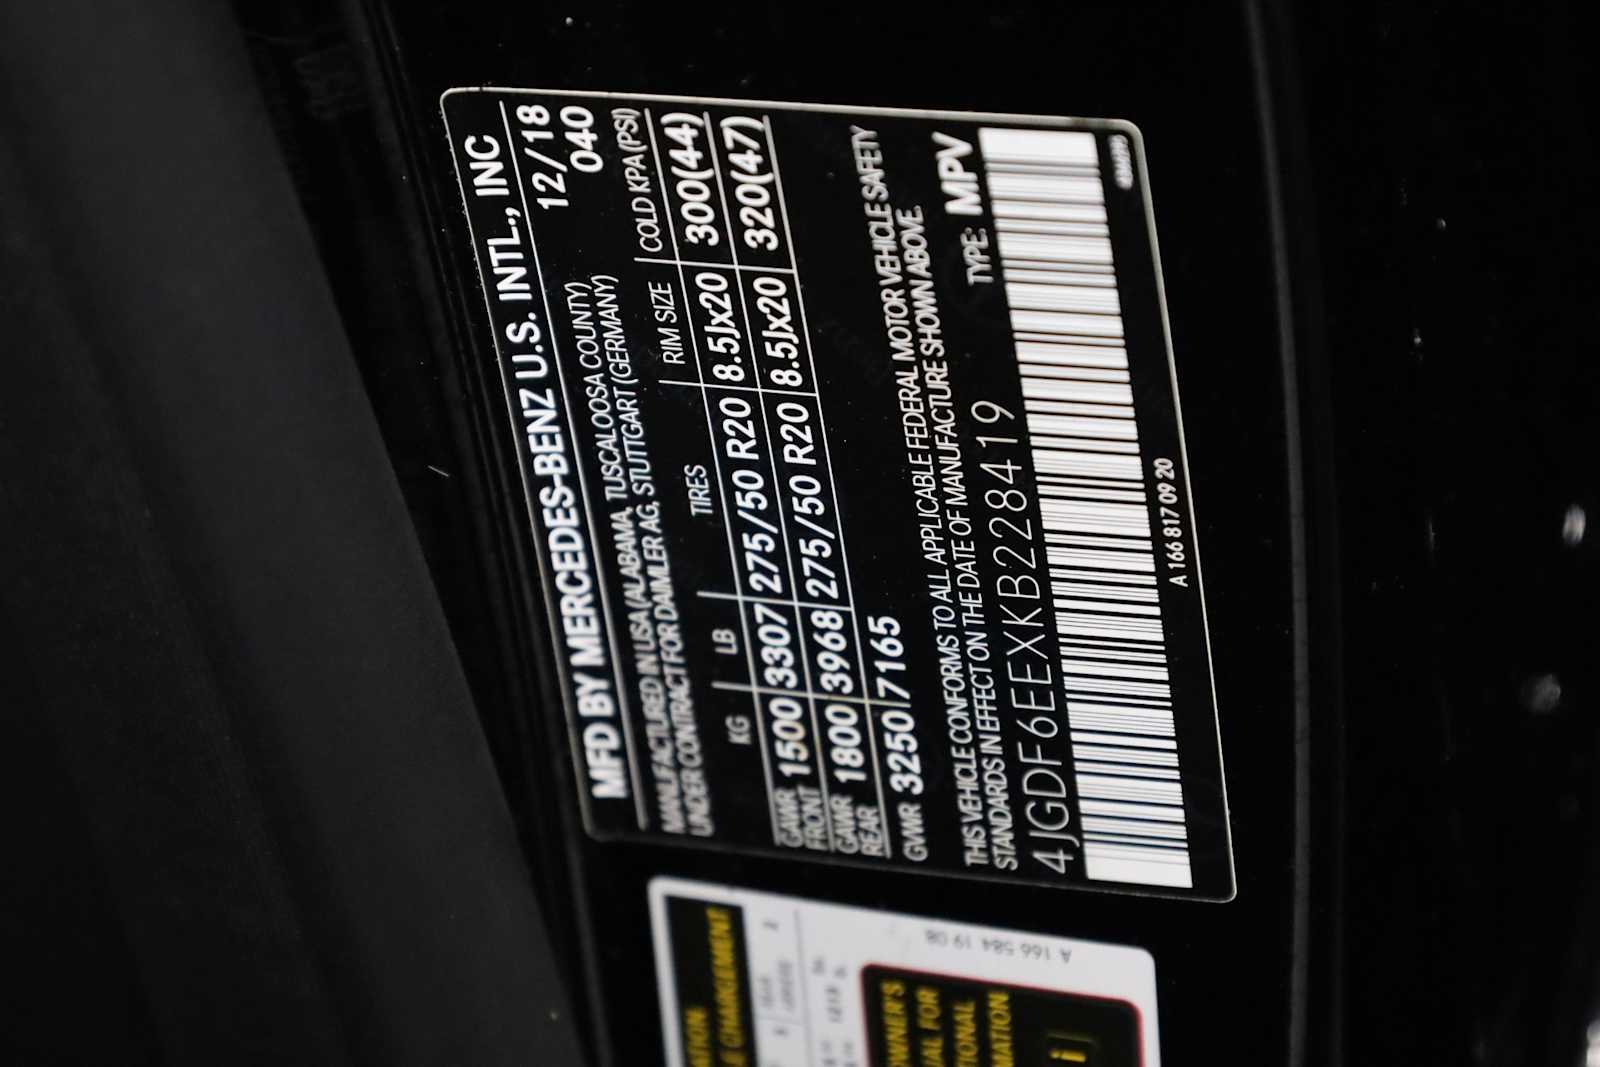 MFD BY MERCEDES-BENZ U.S. INTL., INC
12/18
MANUFACTURED IN USA (ALABAMA, TUSCALOOSA COUNTY)
040
UNDER CONTRACT FOR DAIMLER AG, STUTTGART (GERMANY)
KG LB TIRES RIM SIZE COLD KPA (PSI)
GAWR FRONT 1500 3307 275/50 R20 8.5Jx20 300(44)
GAWR REAR 1800 3968 275/50 R20 8.5Jx20 320(47)
GVWR 3250 7165
THIS VEHICLE CONFORMS TO ALL APPLICABLE FEDERAL MOTOR VEHICLE SAFETY
STANDARDS IN EFFECT ON THE DATE OF MANUFACTURE SHOWN ABOVE.
4JGDF6EEXKB228419 TYPE: MPV
A 166 817 09 20
A 166 584 19 08